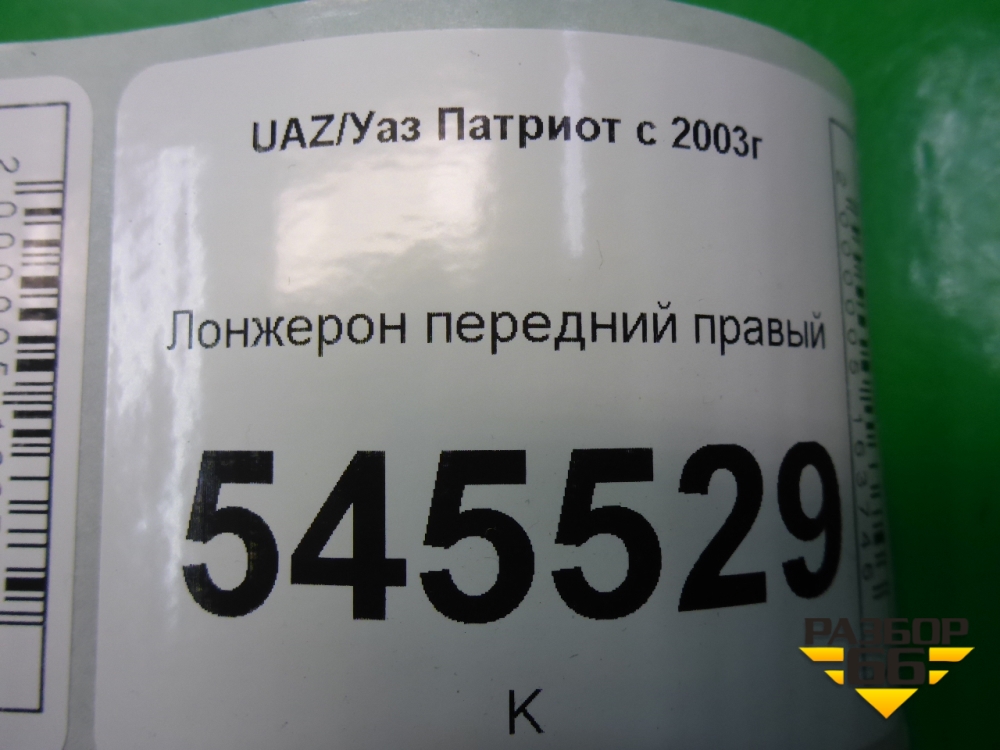 UAZ/Уаз Патриот с 2003г
Лонжерон передний правый
545529
К
РАЗБОР
66